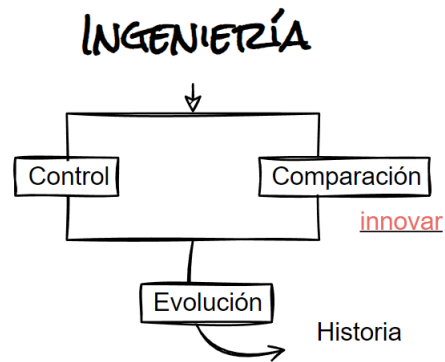 INGENIERÍA
Control
Comparación
innovar
Evolución
Historia